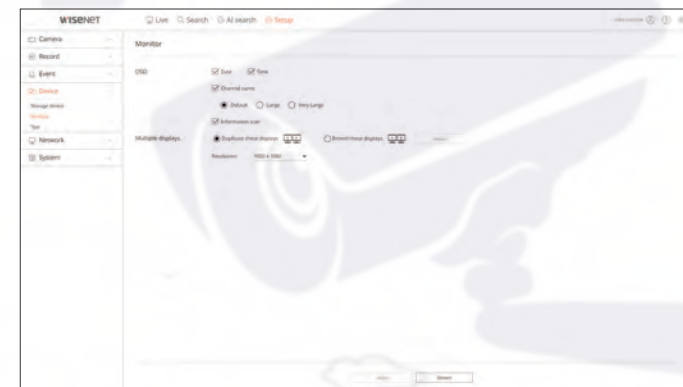 WISENET Live Search AI search Setup
Camera
Record
Event
Device
Manage device
Monitor
Text
Network
System
Monitor
OSD Date Time
Channel name
Default Large Very Large
Information icon
Multiple displays Duplicate these displays Extend these displays
Resolution 1920 x 1080